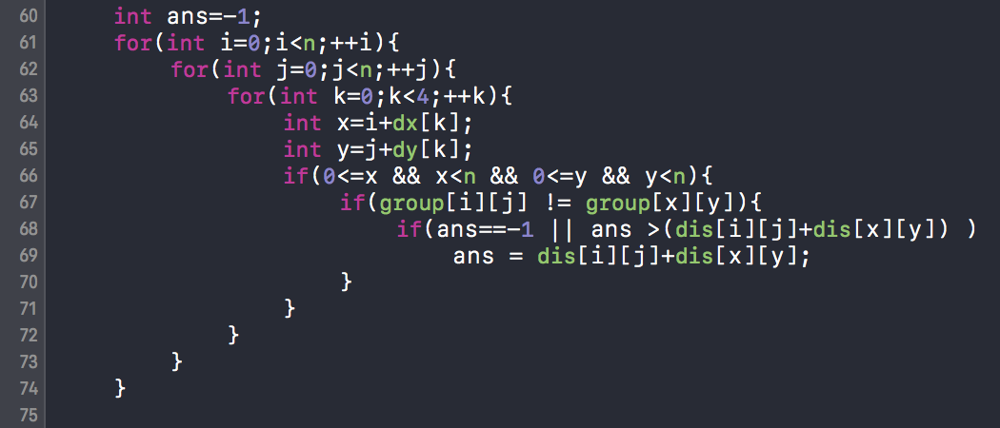 60 int ans=-1;
61 for(int i=0;i<n;++i){
62 for(int j=0;j<n;++j){
63 for(int k=0;k<4;++k){
64 int x=i+dx[k];
65 int y=j+dy[k];
66 if(0<=x && x<n && 0<=y && y<n){
67 if(group[i][j] != group[x][y]){
68 if(ans==-1 || ans >(dis[i][j]+dis[x][y]) )
69 ans = dis[i][j]+dis[x][y];
70 }
71 }
72 }
73 }
74 }
75